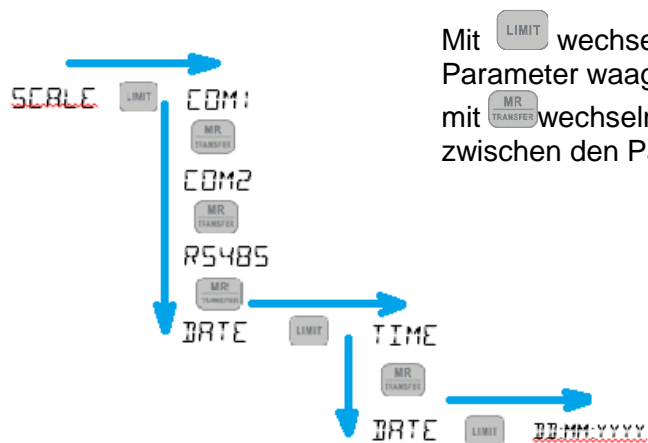 Mit LIMIT wechse
Parameter waag
mit MR TRANSFER wechseln
zwischen den Pa
SCALE LIMIT COM1
MR
TRANSFER
COM2
MR
TRANSFER
RS485
MR
TRANSFER
DATE LIMIT TIME
MR
TRANSFER
DATE LIMIT DD:MM:YYYY